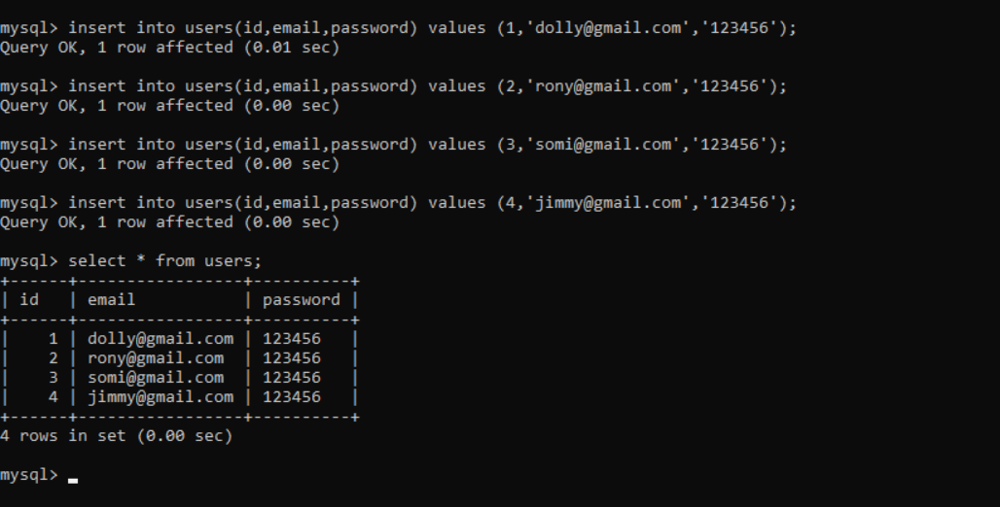 mysql> insert into users(id,email,password) values (1,'dolly@gmail.com','123456');
Query OK, 1 row affected (0.01 sec)
mysql> insert into users(id,email,password) values (2,'rony@gmail.com','123456');
Query OK, 1 row affected (0.00 sec)
mysql> insert into users(id,email,password) values (3,'somi@gmail.com','123456');
Query OK, 1 row affected (0.00 sec)
mysql> insert into users(id,email,password) values (4,'jimmy@gmail.com','123456');
Query OK, 1 row affected (0.00 sec)
mysql> select * from users;
+------+-----------------+----------+
| id   | email           | password |
+------+-----------------+----------+
|    1 | dolly@gmail.com | 123456   |
|    2 | rony@gmail.com  | 123456   |
|    3 | somi@gmail.com  | 123456   |
|    4 | jimmy@gmail.com | 123456   |
+------+-----------------+----------+
4 rows in set (0.00 sec)
mysql> _